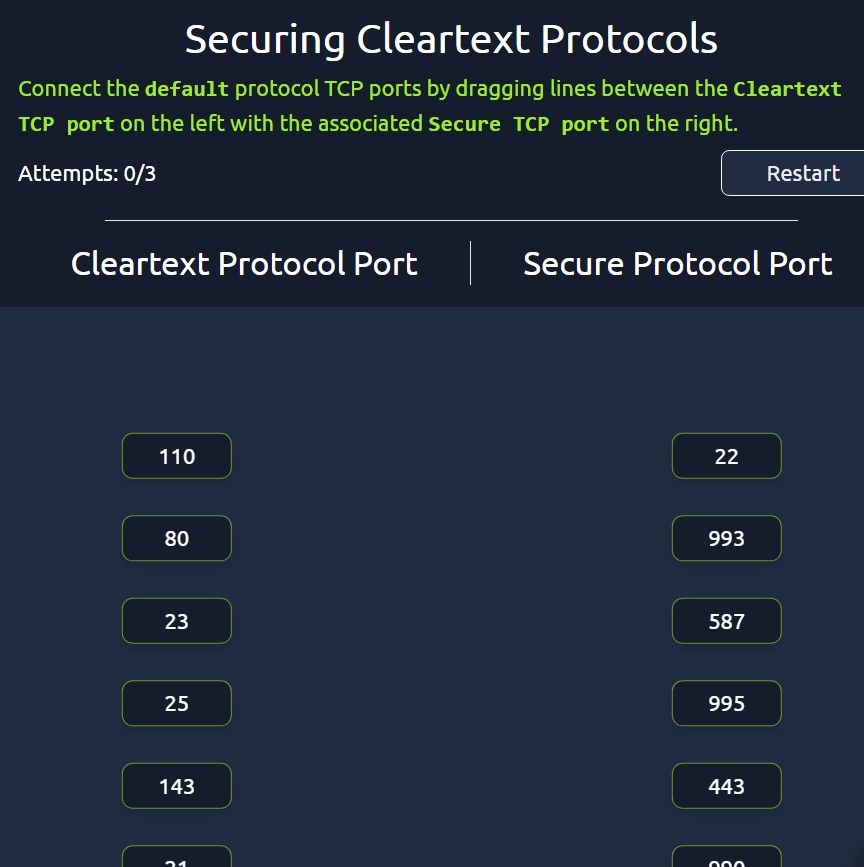 Securing Cleartext Protocols
Connect the default protocol TCP ports by dragging lines between the Cleartext
TCP port on the left with the associated Secure TCP port on the right.
Attempts: 0/3
Restart
Cleartext Protocol Port
Secure Protocol Port
110
22
80
993
23
587
25
995
143
443
21
990